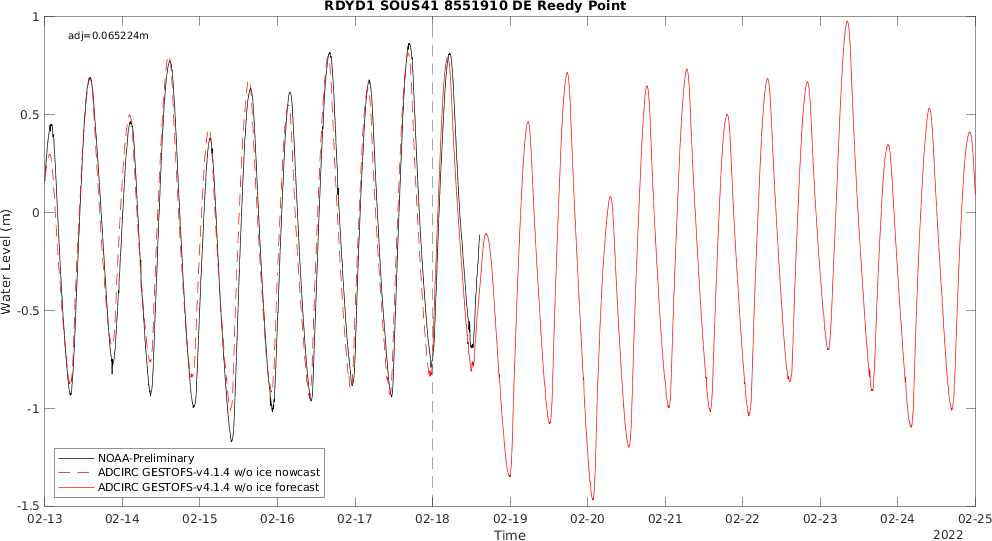 RDYD1 SOUS41 8551910 DE Reedy Point
adj=0.065224m
1
0.5
0
-0.5
-1
-1.5
Water Level (m)
NOAA-Preliminary
ADCIRC GESTOFS-v4.1.4 w/o ice nowcast
ADCIRC GESTOFS-v4.1.4 w/o ice forecast
02-13 02-14 02-15 02-16 02-17 02-18 02-19 02-20 02-21 02-22 02-23 02-24 02-25
Time
2022